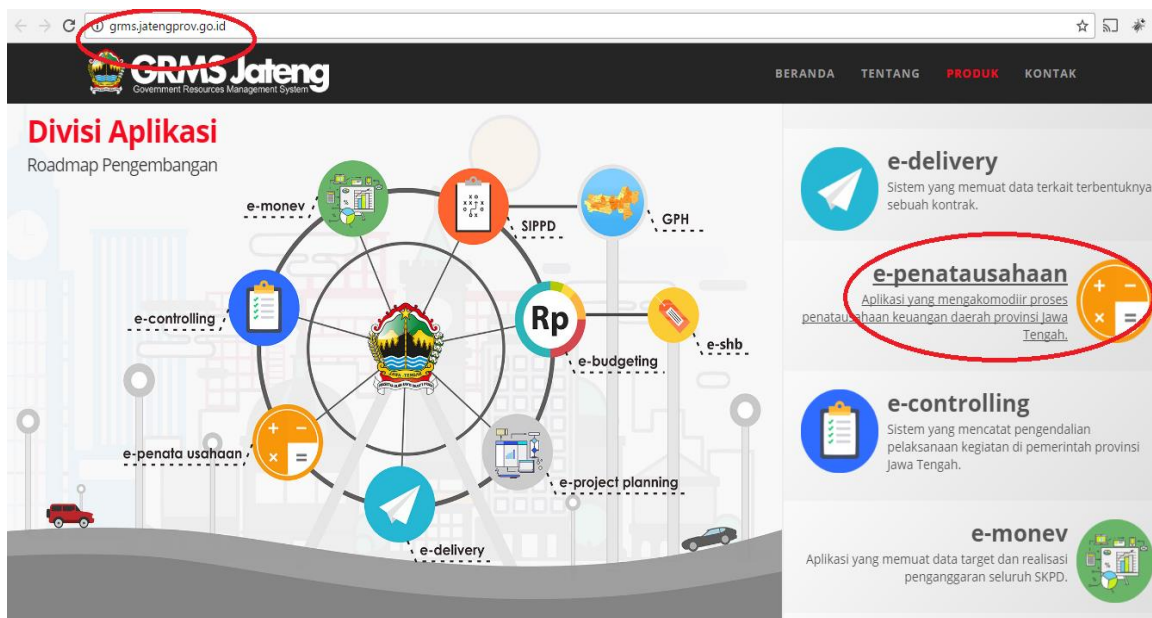 grms.jatengprov.go.id
GRMS Jateng
Government Resources Management System
BERANDA TENTANG PRODUK KONTAK
Divisi Aplikasi
Roadmap Pengembangan
e-monev
SIPPD
GPH
e-controlling
Rp
e-shb
e-budgeting
e-penata usahaan
e-project planning
e-delivery
e-delivery
Sistem yang memuat data terkait terbentuknya
sebuah kontrak.
e-penatausahaan
Aplikasi yang mengakomodiir proses
penatausahaan keuangan daerah provinsi Jawa
Tengah.
e-controlling
Sistem yang mencatat pengendalian
pelaksanaan kegiatan di pemerintah provinsi
Jawa Tengah.
e-monev
Aplikasi yang memuat data target dan realisasi
penganggaran seluruh SKPD.